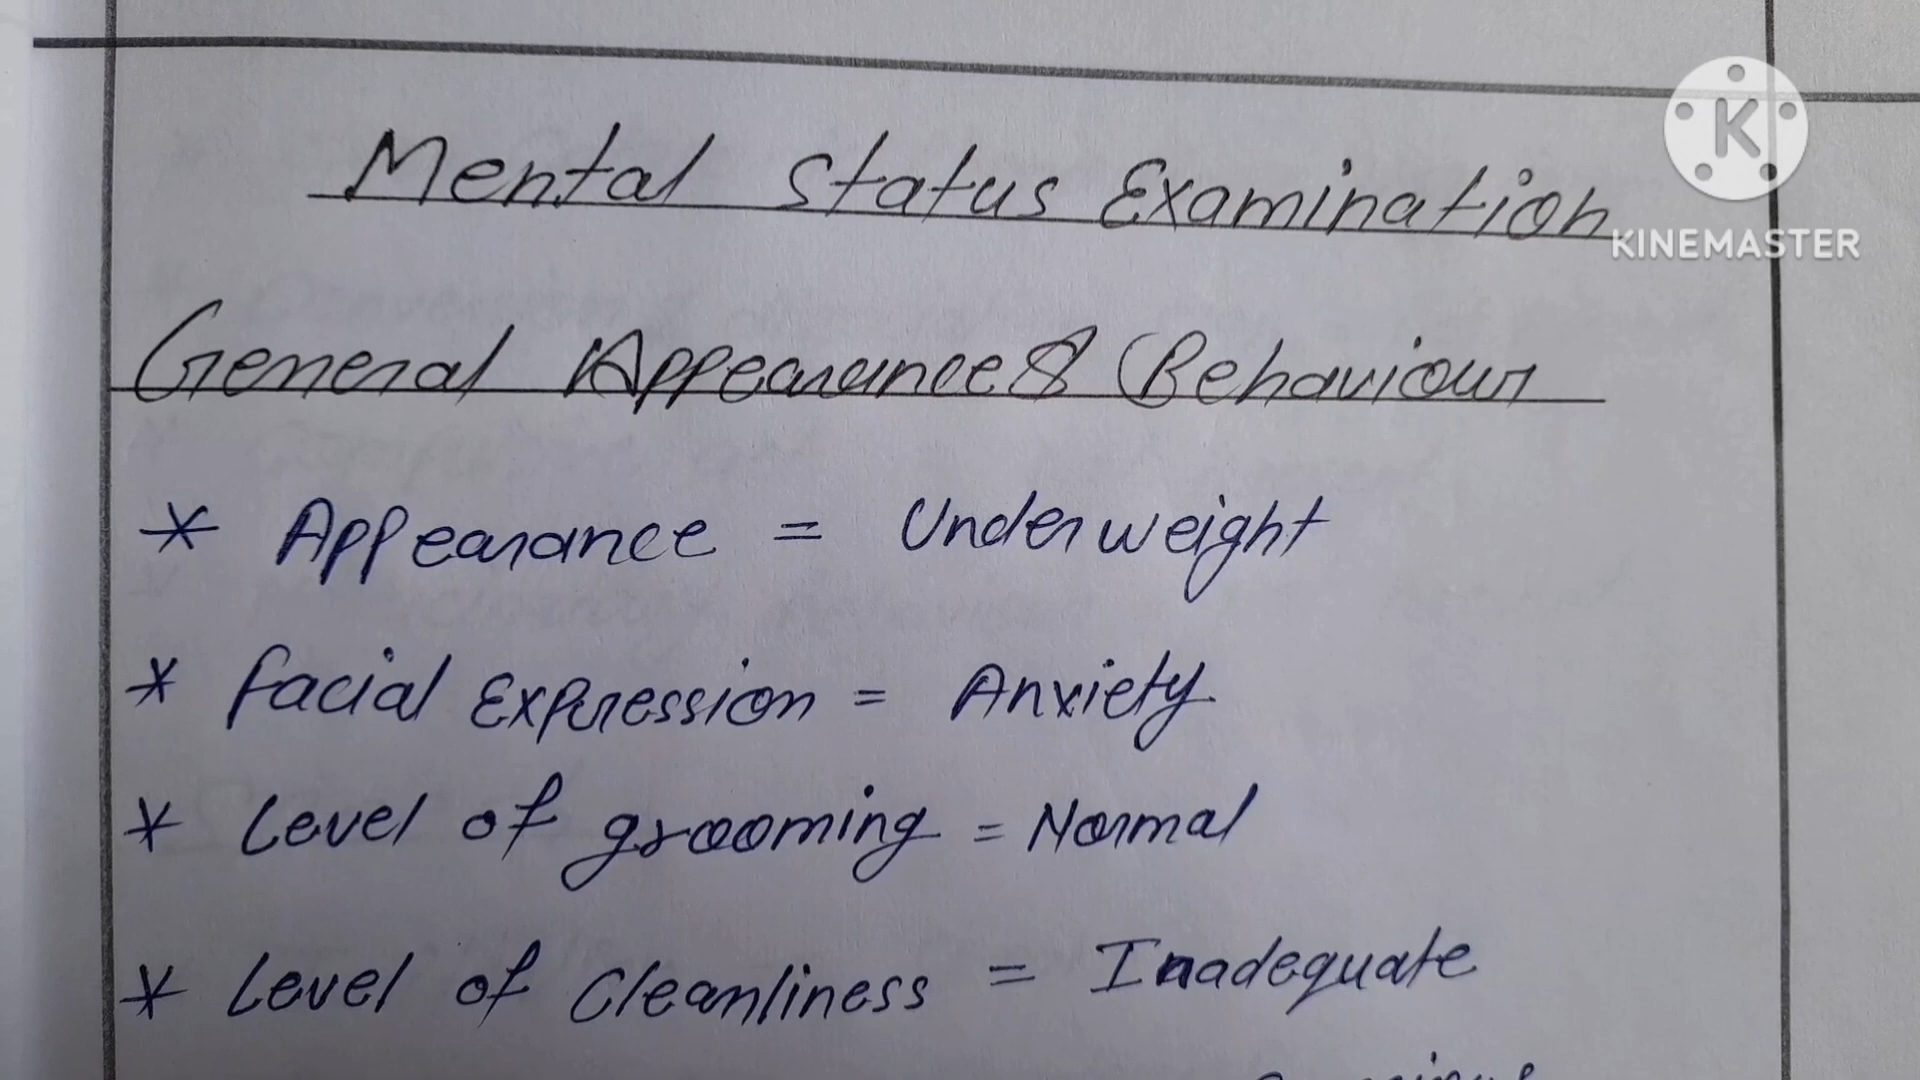 Mental Status Examination
K
KINEMASTER
General Appearance & Behaviour
* Appearance = Underweight
* Facial Expression = Anxiety
* Level of grooming = Normal
* Level of Cleanliness = Inadequate